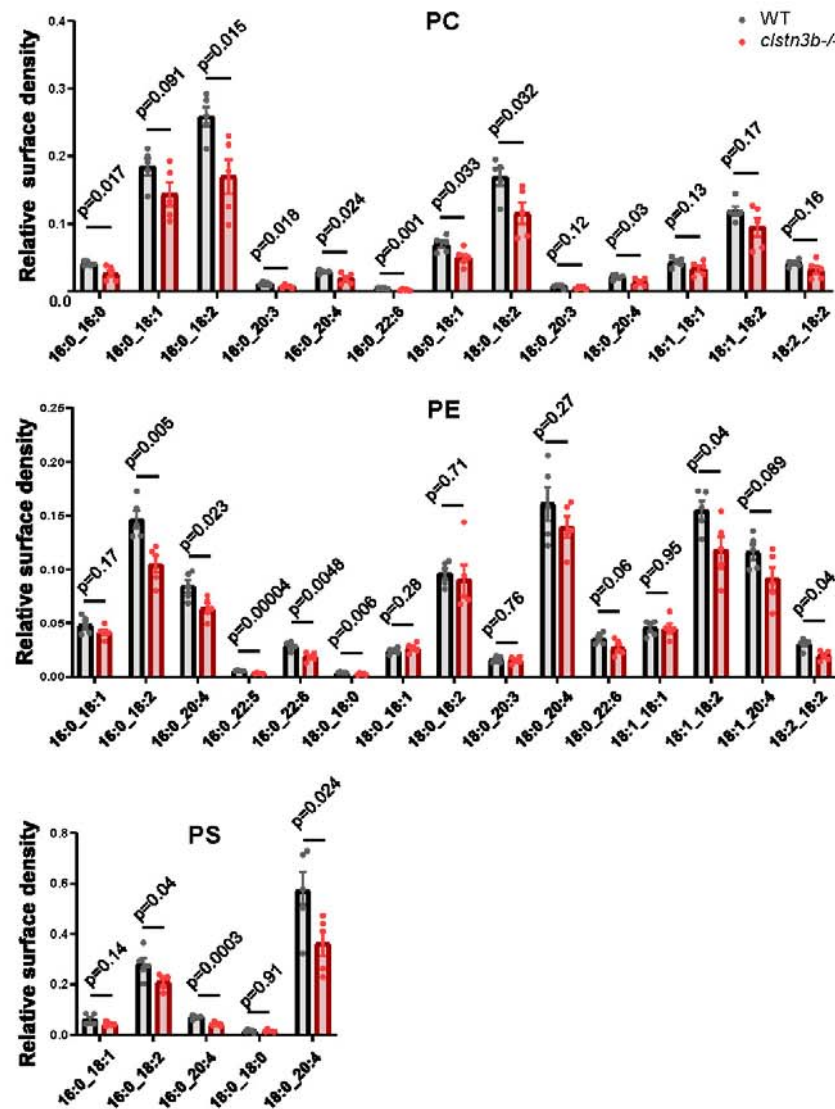 PC
WT
clstn3b-/-
Relative surface density
0.4
0.3
0.2
0.1
0.0
p=0.017
p=0.091
p=0.015
p=0.018
p=0.024
p=0.001
p=0.033
p=0.032
p=0.12
p=0.03
p=0.13
p=0.17
p=0.16
16:0_16:0
16:0_18:1
16:0_18:2
16:0_20:3
16:0_20:4
16:0_22:6
18:0_18:1
18:0_18:2
18:0_20:3
18:0_20:4
18:1_18:1
18:1_18:2
18:2_18:2
PE
Relative surface density
0.25
0.20
0.15
0.10
0.05
0.00
p=0.17
p=0.005
p=0.023
p=0.00004
p=0.0048
p=0.006
p=0.28
p=0.71
p=0.76
p=0.27
p=0.06
p=0.95
p=0.04
p=0.089
p=0.04
16:0_18:1
16:0_18:2
16:0_20:4
16:0_22:5
16:0_22:6
18:0_18:0
18:0_18:1
18:0_18:2
18:0_20:3
18:0_20:4
18:0_22:6
18:1_18:1
18:1_18:2
18:1_20:4
18:2_18:2
PS
Relative surface density
0.8
0.6
0.4
0.2
0.0
p=0.14
p=0.04
p=0.0003
p=0.91
p=0.024
16:0_18:1
16:0_18:2
16:0_20:4
18:0_18:0
18:0_20:4